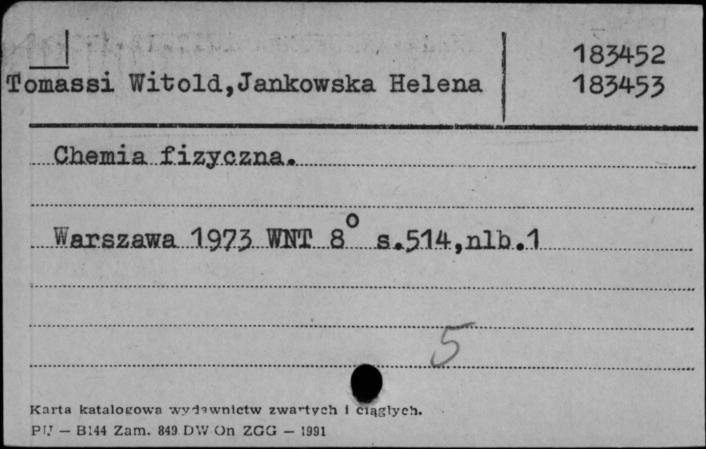 183452
Tomassi Witold,Jankowska Helena 183453
Chemia fizyczna.
Warszawa 1973 WNT 8° s.514,nlb.1
5
Karta katalogowa wydawnictw zwartych i ciągłych.
PU — B144 Zam. 849 DW On ZGG — 1991